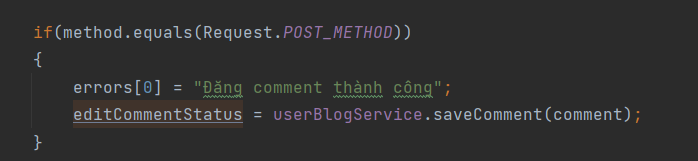 if(method.equals(Request.POST_METHOD))
{
errors[0] = "Đăng comment thành công";
editCommentStatus = userBlogService.saveComment(comment);
}